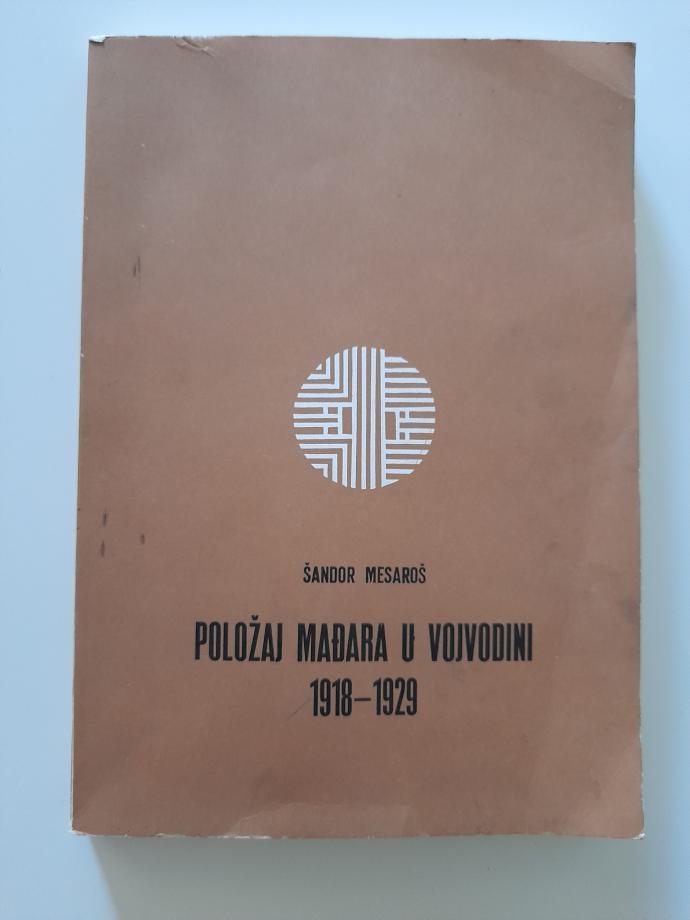 ŠANDOR MESAROŠ
POLOŽAJ MAĐARA U VOJVODINI
1918–1929